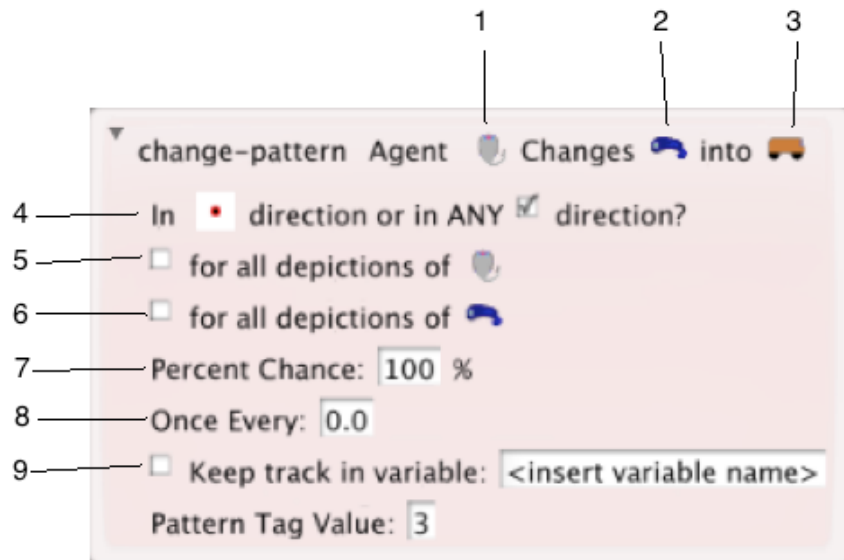 1 2 3
change-pattern Agent Changes into
4 In direction or in ANY direction?
5 for all depictions of
6 for all depictions of
7 Percent Chance: 100 %
8 Once Every: 0.0
9 Keep track in variable: <insert variable name>
Pattern Tag Value: 3